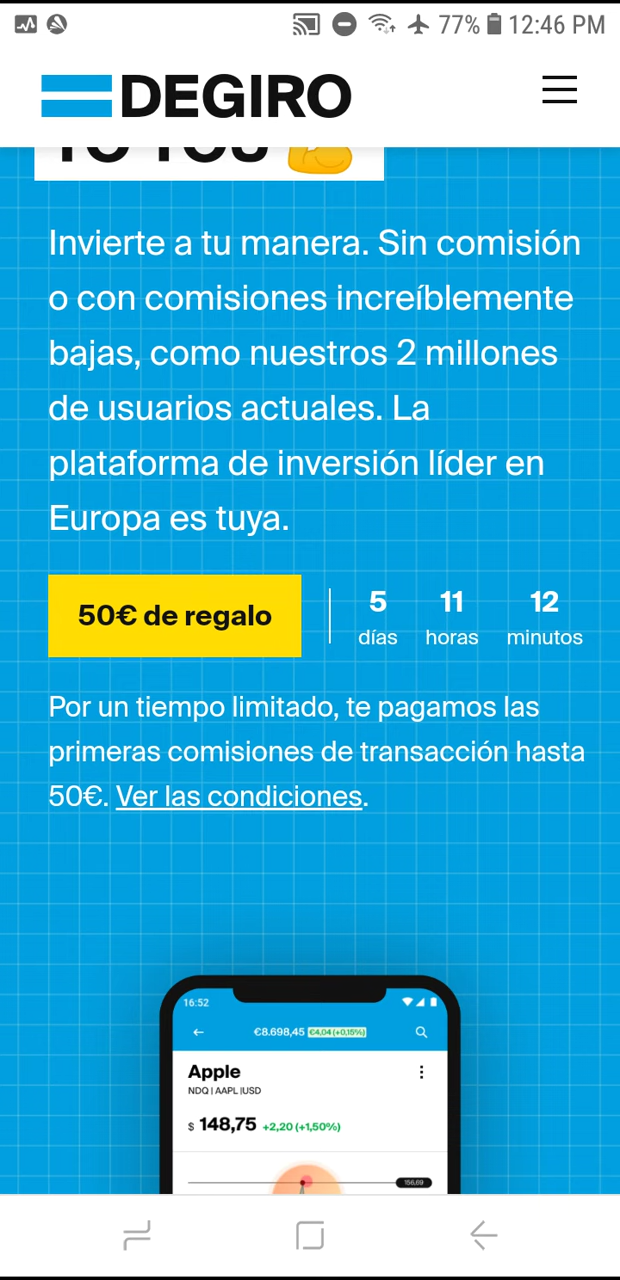 77% 12:46 PM
DEGIRO
TO YOU 💪
Invierte a tu manera. Sin comisión
o con comisiones increíblemente
bajas, como nuestros 2 millones
de usuarios actuales. La
plataforma de inversión líder en
Europa es tuya.
50€ de regalo
5 11 12
días horas minutos
Por un tiempo limitado, te pagamos las
primeras comisiones de transacción hasta
50€. Ver las condiciones.
16:52
€8.698,45 €4,04 (+0,15%)
Apple
NDQ | AAPL |USD
$ 148,75 +2,20 (+1,50%)
156,69